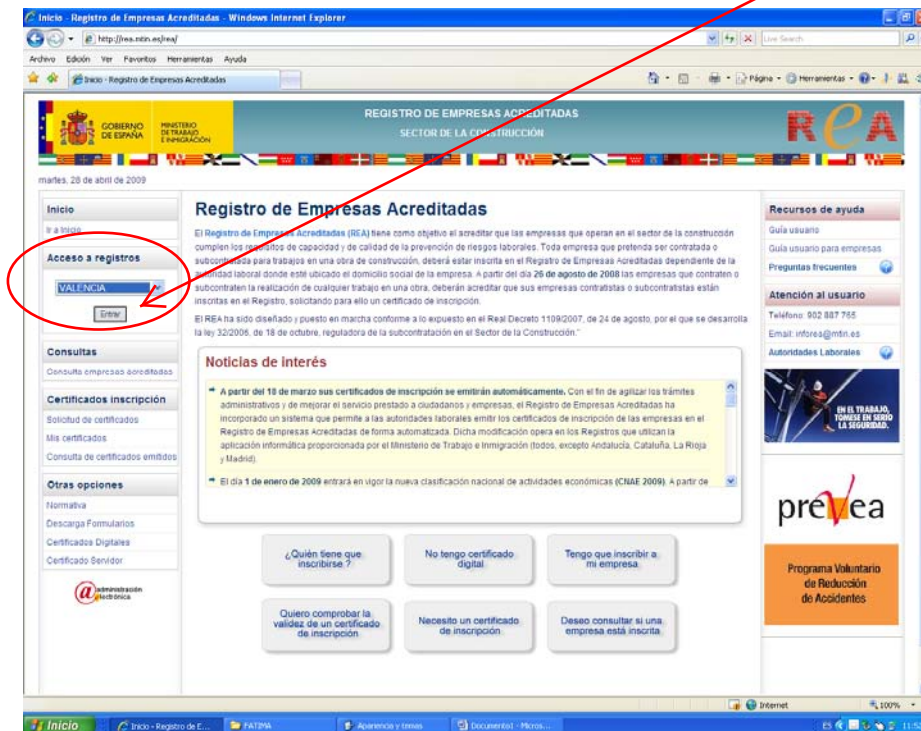 Inicio - Registro de Empresas Acreditadas - Windows Internet Explorer
http://rea.mtin.es/rea/
Live Search
Archivo Edición Ver Favoritos Herramientas Ayuda
Inicio - Registro de Empresas Acreditadas
Página
Herramientas
GOBIERNO DE ESPAÑA
MINISTERIO DE TRABAJO E INMIGRACIÓN
REGISTRO DE EMPRESAS ACREDITADAS
SECTOR DE LA CONSTRUCCIÓN
ReA
martes, 28 de abril de 2009
Inicio
Ir a Inicio
Acceso a registros
VALENCIA
Entrar
Consultas
Consulta empresas acreditadas
Certificados inscripción
Solicitud de certificados
Mis certificados
Consulta de certificados emitidos
Otras opciones
Normativa
Descarga Formularios
Certificados Digitales
Certificado Servidor
administración electrónica
Registro de Empresas Acreditadas
El Registro de Empresas Acreditadas (REA) tiene como objetivo el acreditar que las empresas que operan en el sector de la construcción
cumplen los requisitos de capacidad y de calidad de la prevención de riesgos laborales. Toda empresa que pretenda ser contratada o
subcontratada para trabajos en una obra de construcción, deberá estar inscrita en el Registro de Empresas Acreditadas dependiente de la
autoridad laboral donde esté ubicado el domicilio social de la empresa. A partir del día 26 de agosto de 2008 las empresas que contraten o
subcontraten la realización de cualquier trabajo en una obra, deberán acreditar que sus empresas contratistas o subcontratistas están
inscritas en el Registro, solicitando para ello un certificado de inscripción.
El REA ha sido diseñado y puesto en marcha conforme a lo expuesto en el Real Decreto 1109/2007, de 24 de agosto, por el que se desarrolla
la ley 32/2006, de 18 de octubre, reguladora de la subcontratación en el Sector de la Construcción."
Noticias de interés
A partir del 18 de marzo sus certificados de inscripción se emitirán automáticamente. Con el fin de agilizar los trámites
administrativos y de mejorar el servicio prestado a ciudadanos y empresas, el Registro de Empresas Acreditadas ha
incorporado un sistema que permite a las autoridades laborales emitir los certificados de inscripción de las empresas en el
Registro de Empresas Acreditadas de forma automatizada. Dicha modificación opera en los Registros que utilizan la
aplicación informática proporcionada por el Ministerio de Trabajo e Inmigración (todos, excepto Andalucía, Cataluña, La Rioja
y Madrid).
El día 1 de enero de 2009 entrará en vigor la nueva clasificación nacional de actividades económicas (CNAE 2009). A partir de
¿Quién tiene que inscribirse ?
No tengo certificado digital
Tengo que inscribir a mi empresa
Quiero comprobar la validez de un certificado de inscripción
Necesito un certificado de inscripción
Deseo consultar si una empresa está inscrita
Recursos de ayuda
Guía usuario
Guía usuario para empresas
Preguntas frecuentes
Atención al usuario
Teléfono: 902 887 765
Email: inforea@mtin.es
Autoridades Laborales
EN EL TRABAJO,
TÓMESE EN SERIO
LA SEGURIDAD.
prevea
Programa Voluntario
de Reducción
de Accidentes
Internet
100%
Inicio
Inicio - Registro de E...
FATIMA
Apariencia y temas
Documento1 - Micros...
ES
11:52